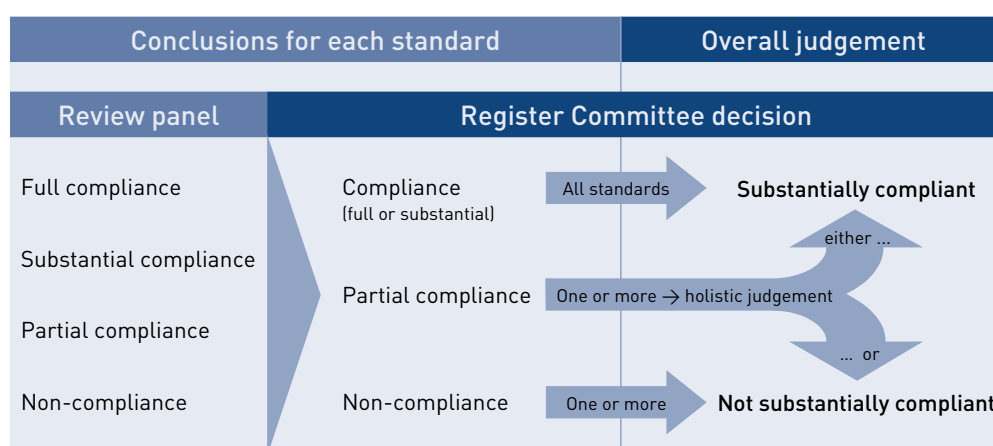 Conclusions for each standard
Overall judgement
Review panel
Register Committee decision
Full compliance
Substantial compliance
Partial compliance
Non-compliance
Compliance
(full or substantial)
All standards
Substantially compliant
either ...
Partial compliance
One or more → holistic judgement
... or
Non-compliance
One or more
Not substantially compliant